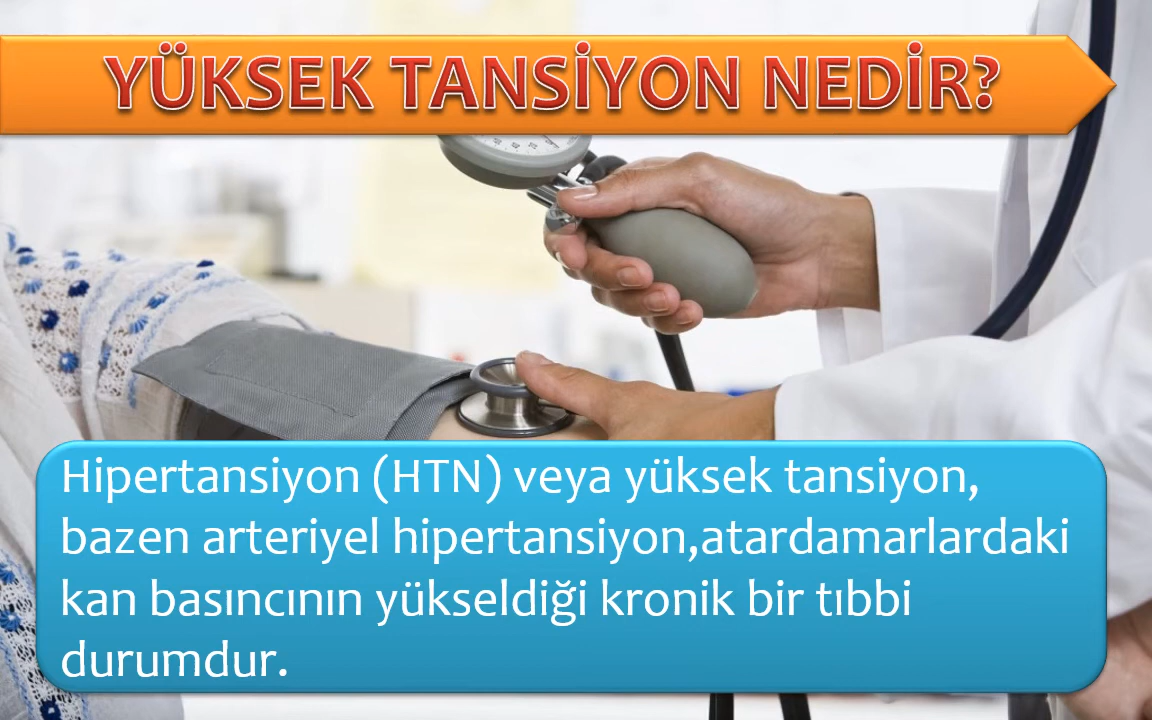 YÜKSEK TANSİYON NEDİR?
Hipertansiyon (HTN) veya yüksek tansiyon,
bazen arteriyel hipertansiyon,atardamarlardaki
kan basıncının yükseldiği kronik bir tıbbi
durumdur.